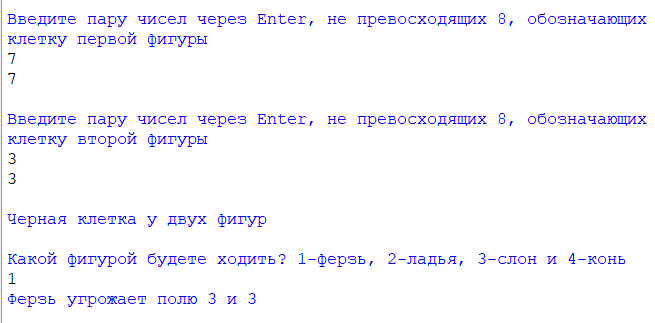 Введите пару чисел через Enter, не превосходящих 8, обозначающих
клетку первой фигуры
7
7
Введите пару чисел через Enter, не превосходящих 8, обозначающих
клетку второй фигуры
3
3
Черная клетка у двух фигур
Какой фигурой будете ходить? 1-ферзь, 2-ладья, 3-слон и 4-конь
1
Ферзь угрожает полю 3 и 3